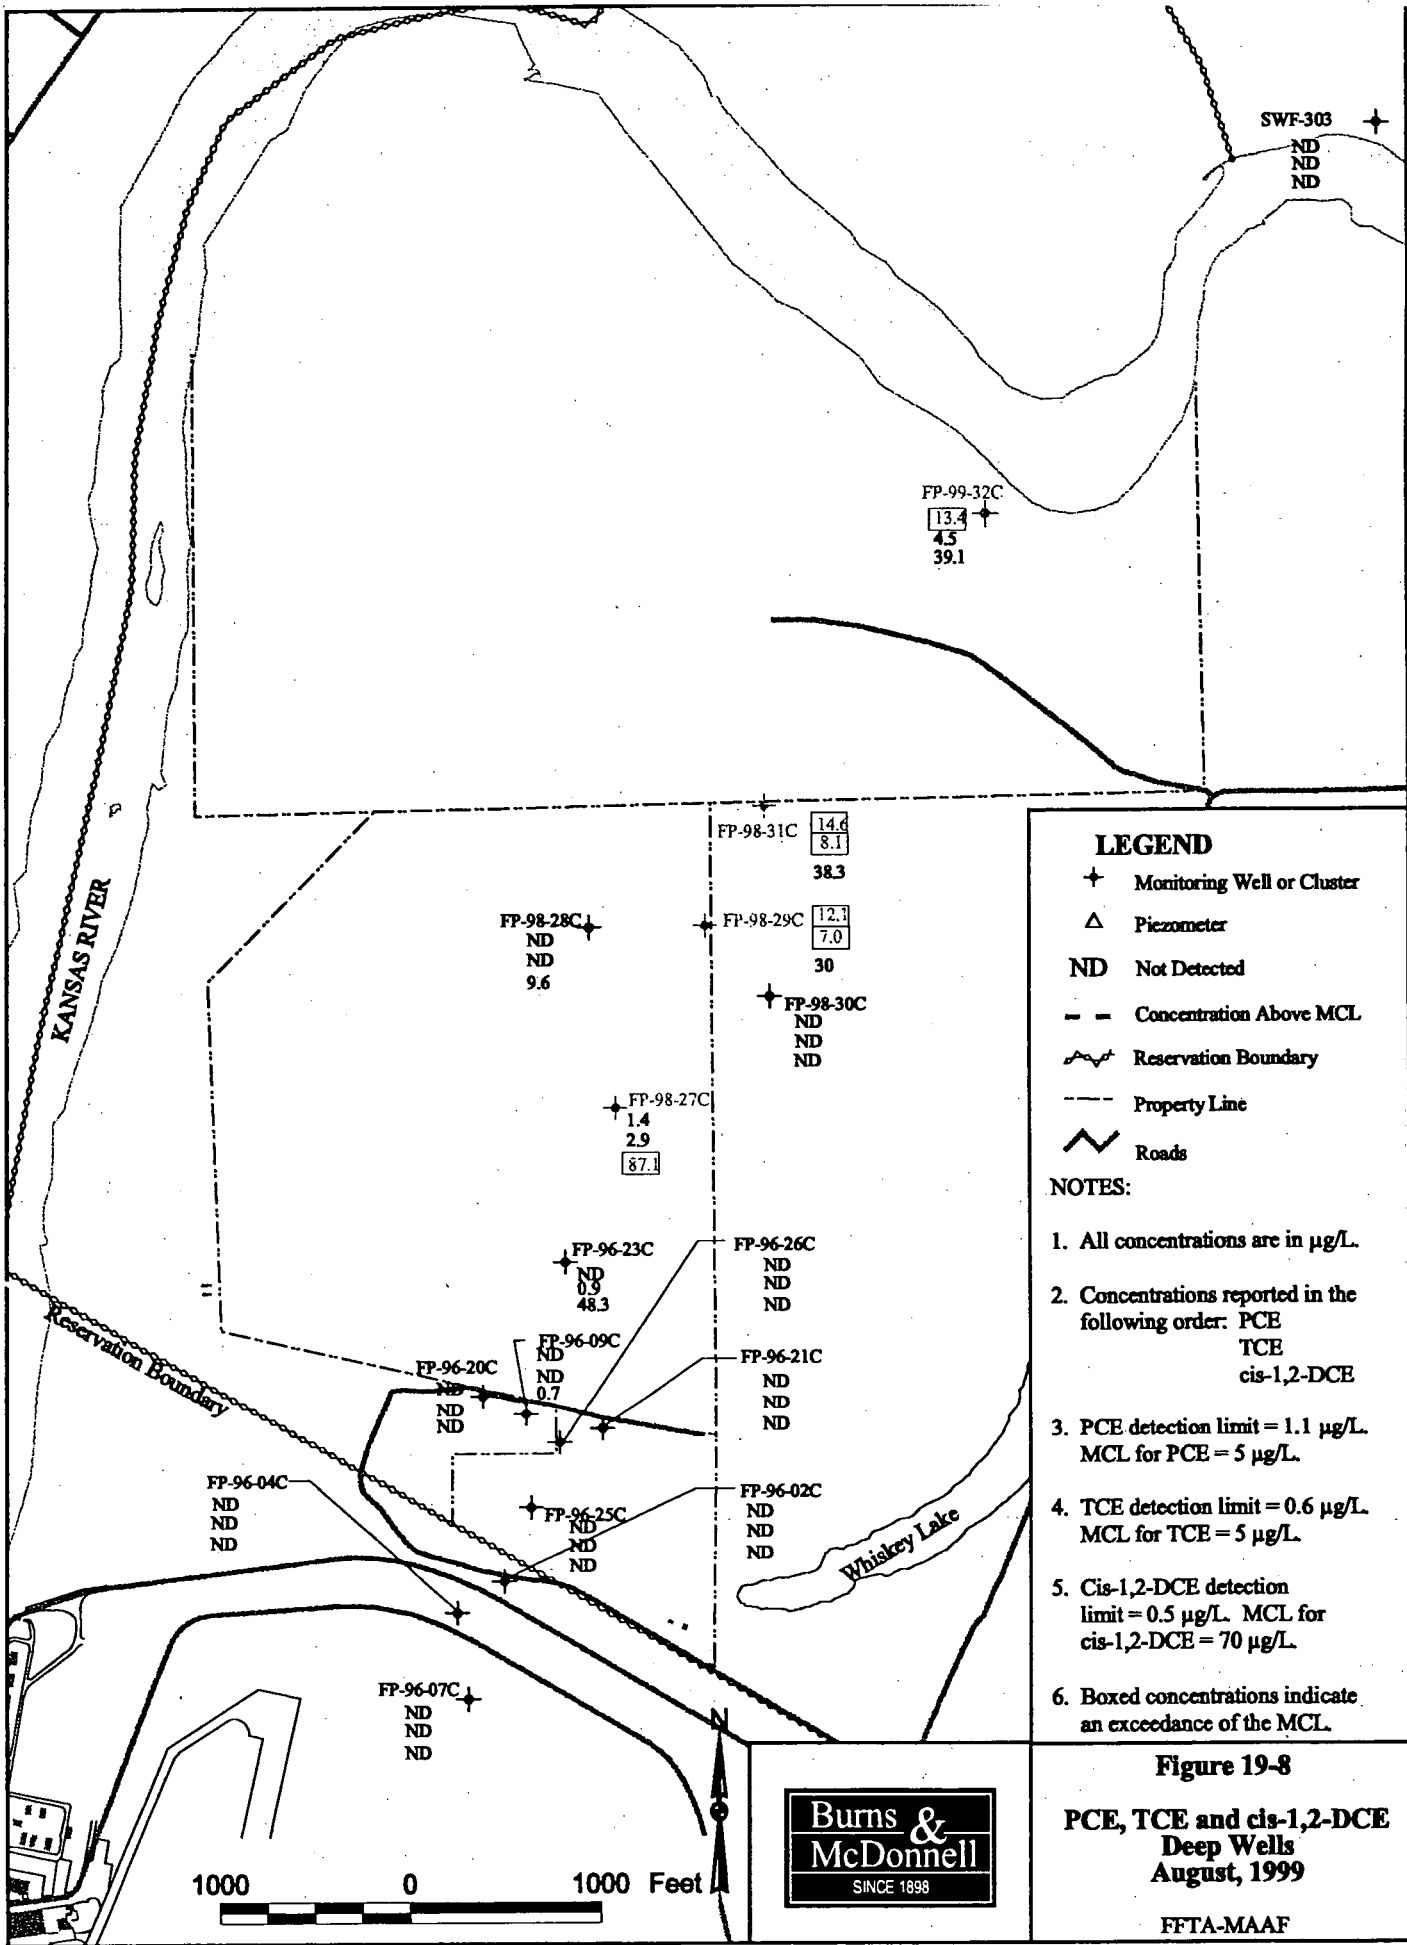 SWF-303
ND
ND
ND
FP-99-32C
13.4
4.5
39.1
FP-98-31C
14.6
8.1
38.3
FP-98-28C
ND
ND
9.6
FP-98-29C
12.1
7.0
30
FP-98-30C
ND
ND
ND
KANSAS RIVER
FP-98-27C
1.4
2.9
87.1
FP-96-23C
ND
0.9
48.3
FP-96-26C
ND
ND
ND
Reservation Boundary
FP-96-09C
ND
ND
0.7
FP-96-20C
ND
ND
ND
FP-96-21C
ND
ND
ND
FP-96-04C
ND
ND
ND
FP-96-25C
ND
ND
ND
FP-96-02C
ND
ND
ND
Whiskey Lake
FP-96-07C
ND
ND
ND
N
1000 0 1000 Feet
LEGEND
Monitoring Well or Cluster
Piezometer
ND Not Detected
Concentration Above MCL
Reservation Boundary
Property Line
Roads
NOTES:
1. All concentrations are in µg/L.
2. Concentrations reported in the
following order: PCE
TCE
cis-1,2-DCE
3. PCE detection limit = 1.1 µg/L.
MCL for PCE = 5 µg/L.
4. TCE detection limit = 0.6 µg/L.
MCL for TCE = 5 µg/L.
5. Cis-1,2-DCE detection
limit = 0.5 µg/L. MCL for
cis-1,2-DCE = 70 µg/L.
6. Boxed concentrations indicate
an exceedance of the MCL.
Burns &
McDonnell
SINCE 1898
Figure 19-8
PCE, TCE and cis-1,2-DCE
Deep Wells
August, 1999
FFTA-MAAF